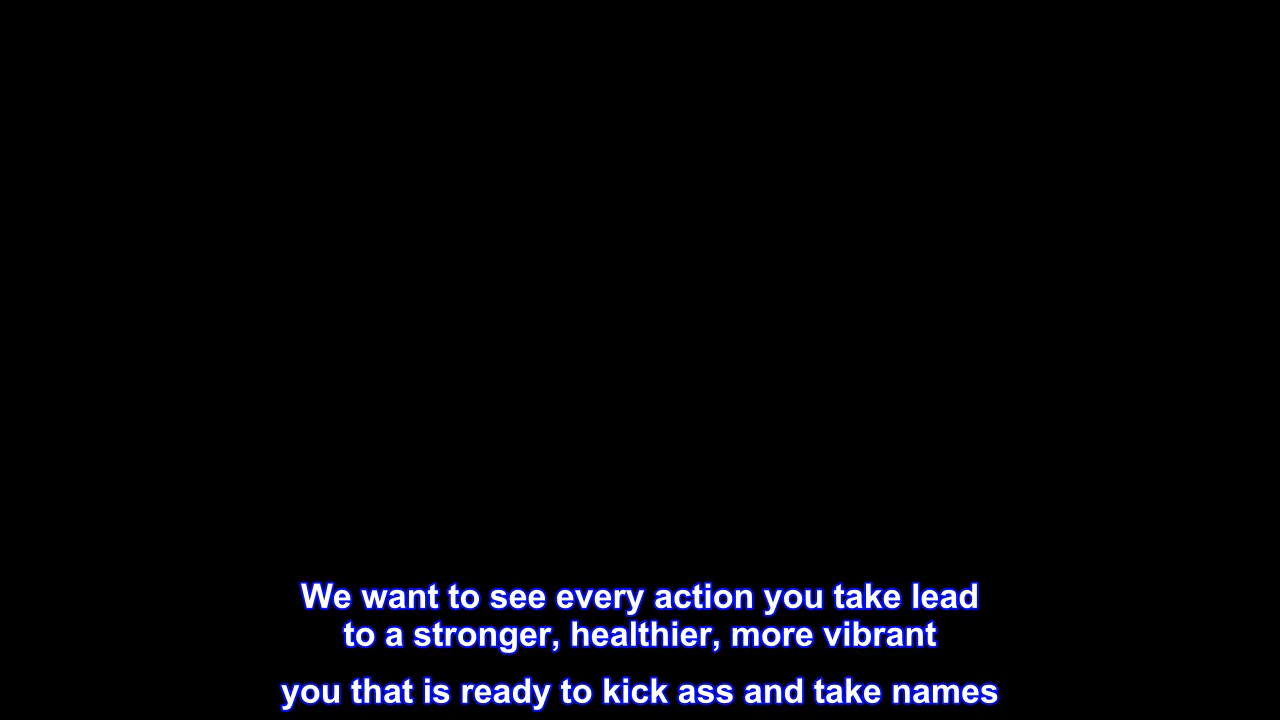 We want to see every action you take lead
to a stronger, healthier, more vibrant
you that is ready to kick ass and take names